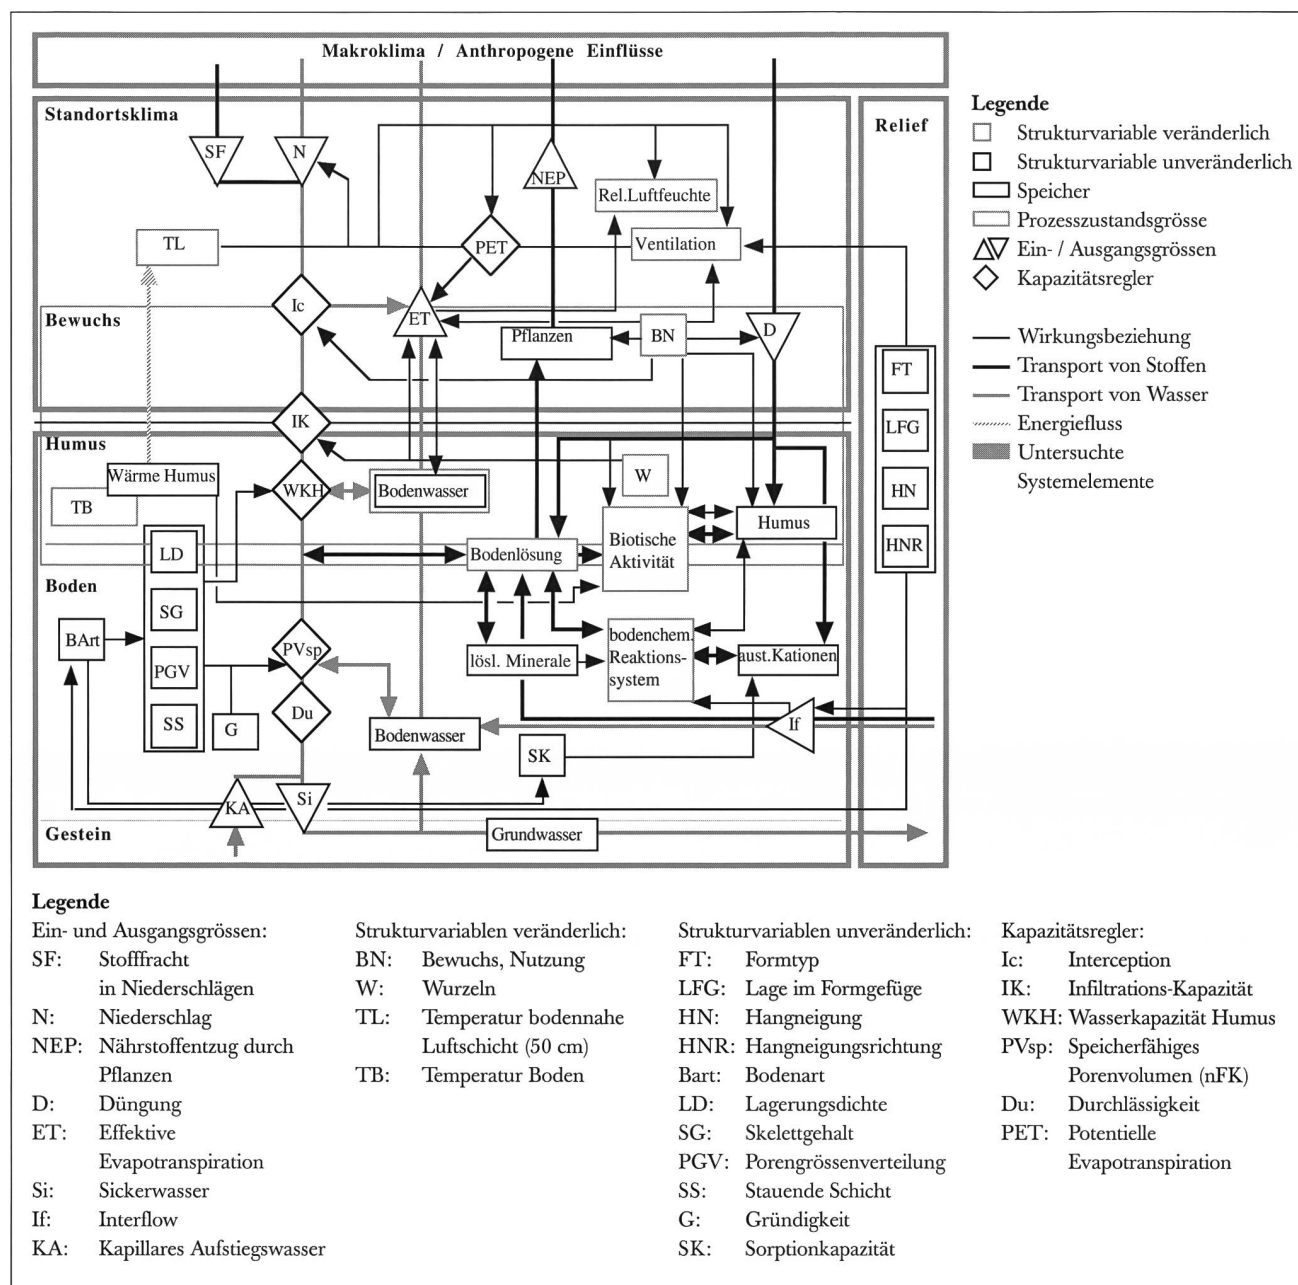 Makroklima / Anthropogene Einflüsse
Standortsklima
Relief
SF
N
NEP
Rel.Luftfeuchte
TL
PET
Ventilation
Ic
Bewuchs
ET
Pflanzen
BN
D
FT
IK
LFG
Humus
Wärme Humus
WKH
Bodenwasser
W
HN
TB
Humus
LD
Bodenlösung
Biotische
Aktivität
HNR
Boden
SG
BArt
PVsp
lösl. Minerale
bodenchem.
Reaktions-
system
aust.Kationen
PGV
Du
SS
G
Bodenwasser
If
SK
KA
Si
Gestein
Grundwasser
Legende
Strukturvariable veränderlich
Strukturvariable unveränderlich
Speicher
Prozesszustandsgrösse
Ein- / Ausgangsgrössen
Kapazitätsregler
Wirkungsbeziehung
Transport von Stoffen
Transport von Wasser
Energiefluss
Untersuchte
Systemelemente
Legende
Ein- und Ausgangsgrössen:
SF: Stofffracht
in Niederschlägen
N: Niederschlag
NEP: Nährstoffentzug durch
Pflanzen
D: Düngung
ET: Effektive
Evapotranspiration
Si: Sickerwasser
If: Interflow
KA: Kapillares Aufstiegswasser
Strukturvariablen veränderlich:
BN: Bewuchs, Nutzung
W: Wurzeln
TL: Temperatur bodennahe
Luftschicht (50 cm)
TB: Temperatur Boden
Strukturvariablen unveränderlich:
FT: Formtyp
LFG: Lage im Formgefüge
HN: Hangneigung
HNR: Hangneigungsrichtung
Bart: Bodenart
LD: Lagerungsdichte
SG: Skelettgehalt
PGV: Porengrössenverteilung
SS: Stauende Schicht
G: Gründigkeit
SK: Sorptionkapazität
Kapazitätsregler:
Ic: Interception
IK: Infiltrations-Kapazität
WKH: Wasserkapazität Humus
PVsp: Speicherfähiges
Porenvolumen (nFK)
Du: Durchlässigkeit
PET: Potentielle
Evapotranspiration